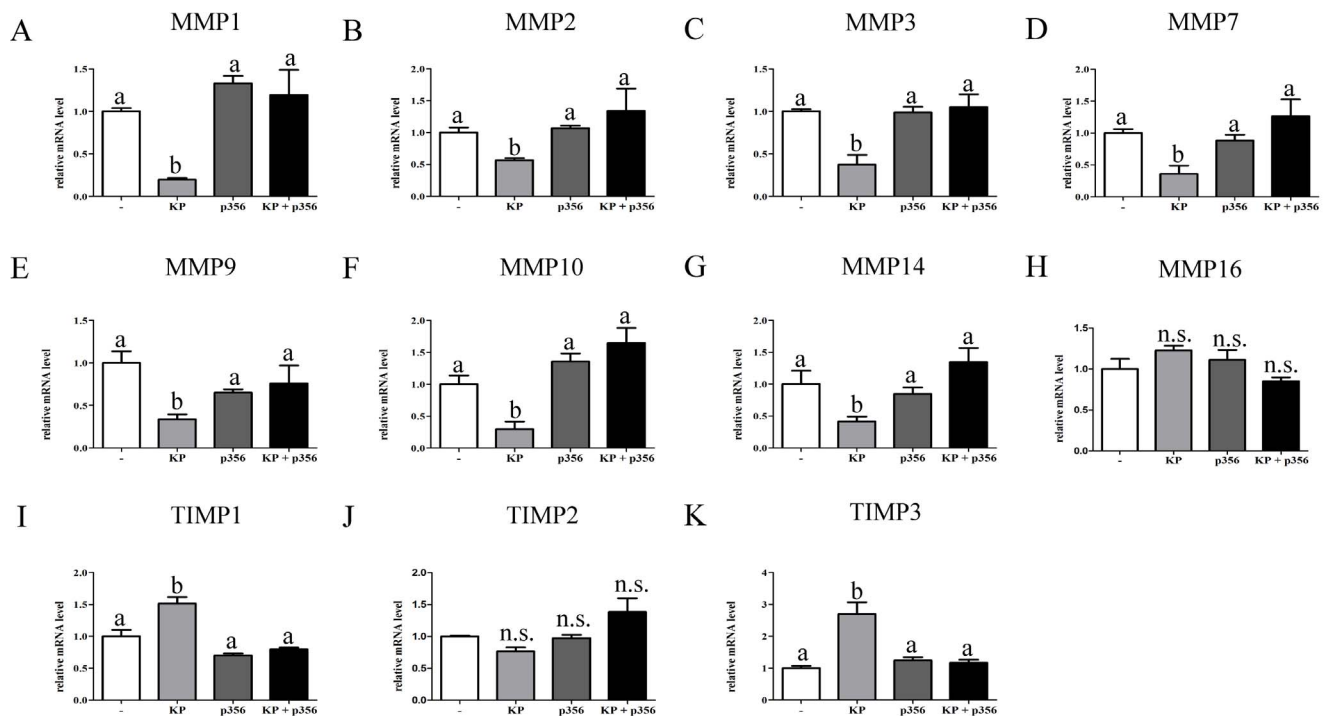 A MMP1
B MMP2
C MMP3
D MMP7
a b a a
relative mRNA level
1.5
1.0
0.5
0.0
- KP p356 KP + p356
a b a a
relative mRNA level
2.0
1.5
1.0
0.5
0.0
- KP p356 KP + p356
a b a a
relative mRNA level
1.5
1.0
0.5
0.0
- KP p356 KP + p356
a b a a
relative mRNA level
2.0
1.5
1.0
0.5
0.0
- KP p356 KP + p356
E MMP9
F MMP10
G MMP14
H MMP16
a b a a
relative mRNA level
1.5
1.0
0.5
0.0
- KP p356 KP + p356
a b a a
relative mRNA level
2.0
1.5
1.0
0.5
0.0
- KP p356 KP + p356
a b a a
relative mRNA level
2.0
1.5
1.0
0.5
0.0
- KP p356 KP + p356
n.s. n.s. n.s.
relative mRNA level
1.5
1.0
0.5
0.0
- KP p356 KP + p356
I TIMP1
J TIMP2
K TIMP3
a b a a
relative mRNA level
2.0
1.5
1.0
0.5
0.0
- KP p356 KP + p356
n.s. n.s. n.s.
relative mRNA level
2.0
1.5
1.0
0.5
0.0
- KP p356 KP + p356
a b a a
relative mRNA level
4
3
2
1
0
- KP p356 KP + p356